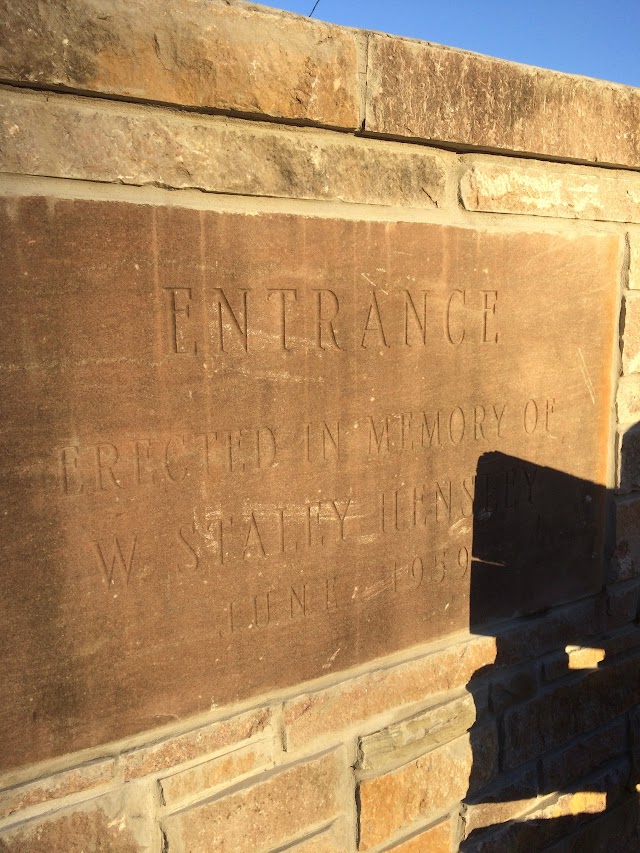 ENTRANCE
ERECTED IN MEMORY OF
W. STALEY HENSLEY
JUNE 1959